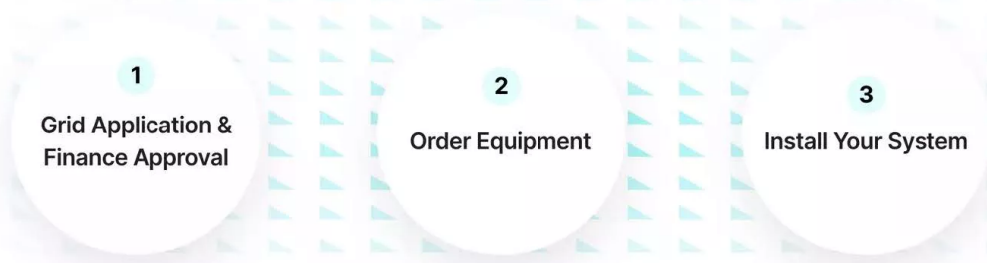 1
Grid Application &
Finance Approval
2
Order Equipment
3
Install Your System